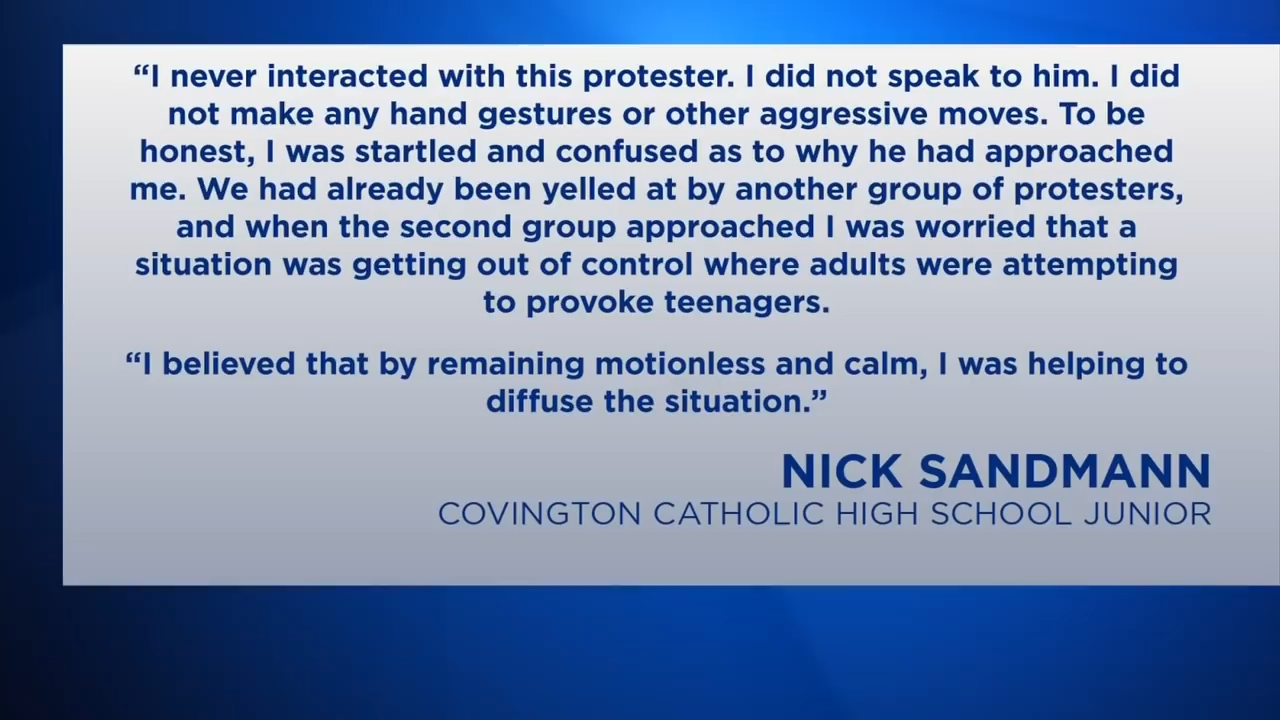 “I never interacted with this protester. I did not speak to him. I did
not make any hand gestures or other aggressive moves. To be
honest, I was startled and confused as to why he had approached
me. We had already been yelled at by another group of protesters,
and when the second group approached I was worried that a
situation was getting out of control where adults were attempting
to provoke teenagers.
“I believed that by remaining motionless and calm, I was helping to
diffuse the situation.”
NICK SANDMANN
COVINGTON CATHOLIC HIGH SCHOOL JUNIOR